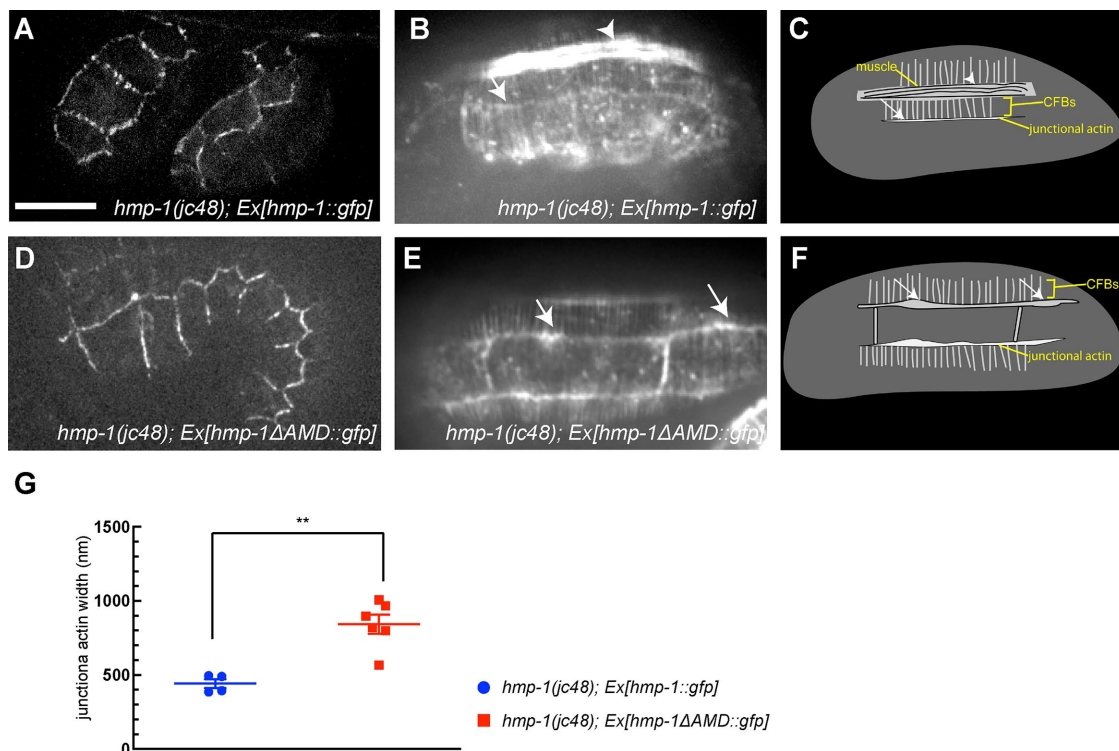 A
hmp-1(jc48); Ex[hmp-1::gfp]
B
hmp-1(jc48); Ex[hmp-1::gfp]
C
muscle
CFBs
junctional actin
D
hmp-1(jc48); Ex[hmp-1ΔAMD::gfp]
E
hmp-1(jc48); Ex[hmp-1ΔAMD::gfp]
F
CFBs
junctional actin
G
**
1500
1000
500
0
junctiona actin width (nm)
hmp-1(jc48); Ex[hmp-1::gfp]
hmp-1(jc48); Ex[hmp-1ΔAMD::gfp]